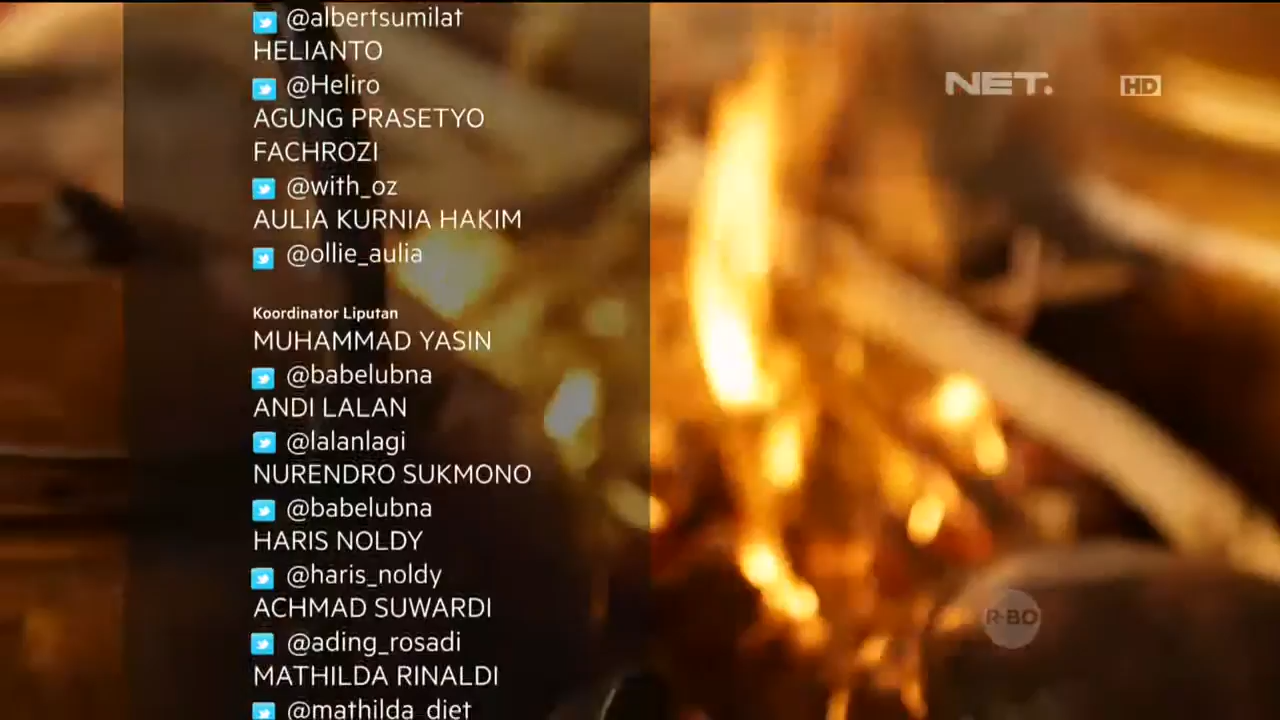 @albertsumilat
HELIANTO
@Heliro
AGUNG PRASETYO
FACHROZI
@with_oz
AULIA KURNIA HAKIM
@ollie_aulia
Koordinator Liputan
MUHAMMAD YASIN
@babelubna
ANDI LALAN
@lalanlagi
NURENDRO SUKMONO
@babelubna
HARIS NOLDY
@haris_noldy
ACHMAD SUWARDI
@ading_rosadi
MATHILDA RINALDI
@mathilda_diet
NET.
HD
R-BO